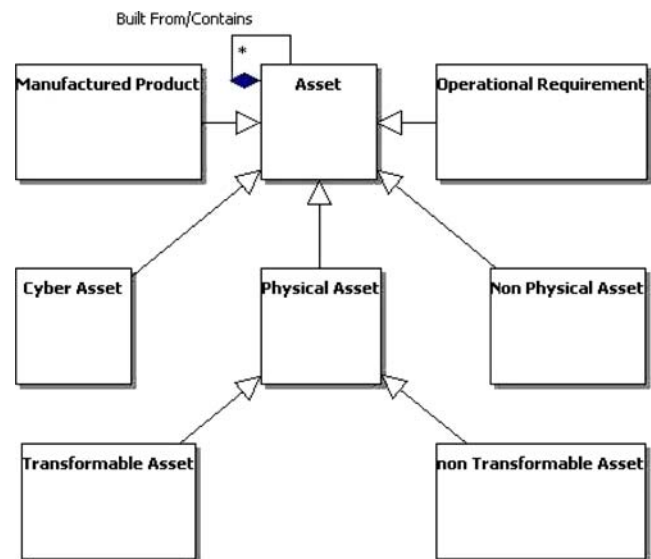 Built From/Contains
*
Manufactured Product
Asset
Operational Requirement
Cyber Asset
Physical Asset
Non Physical Asset
Transformable Asset
non Transformable Asset